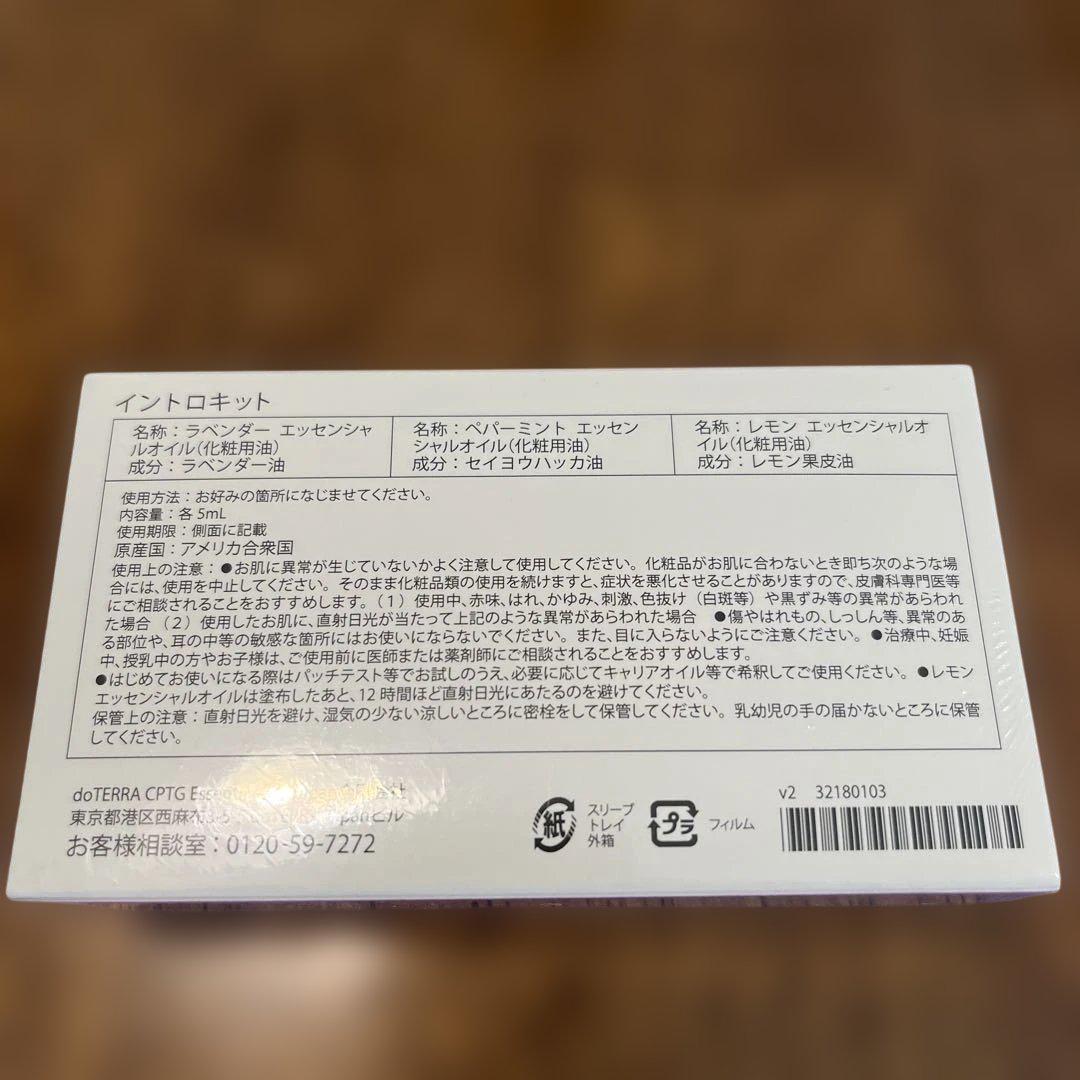 イントロキット
名称：ラベンダー エッセンシャ
ルオイル(化粧用油)
成分：ラベンダー油
名称：ペパーミント エッセン
シャルオイル(化粧用油)
成分：セイヨウハッカ油
名称：レモン エッセンシャルオ
イル(化粧用油)
成分：レモン果皮油
使用方法：お好みの箇所になじませてください。
内容量：各 5mL
使用期限：側面に記載
原産国：アメリカ合衆国
使用上の注意：●お肌に異常が生じていないかよく注意して使用してください。化粧品がお肌に合わないとき即ち次のような場
合には、使用を中止してください。そのまま化粧品類の使用を続けますと、症状を悪化させることがありますので、皮膚科専門医等
にご相談されることをおすすめします。（1）使用中、赤味、はれ、かゆみ、刺激、色抜け（白斑等）や黒ずみ等の異常があらわれ
た場合（2）使用したお肌に、直射日光が当たって上記のような異常があらわれた場合 ●傷やはれもの、しっしん等、異常のあ
る部位や、耳の中等の敏感な箇所にはお使いにならないでください。また、目に入らないようにご注意ください。●治療中、妊娠
中、授乳中の方やお子様は、ご使用前に医師または薬剤師にご相談されることをおすすめします。
●はじめてお使いになる際はパッチテスト等でお試しのうえ、必要に応じてキャリアオイル等で希釈してご使用ください。●レモン
エッセンシャルオイルは塗布したあと、12 時間ほど直射日光にあたるのを避けてください。
保管上の注意：直射日光を避け、湿気の少ない涼しいところに密栓をして保管してください。乳幼児の手の届かないところに保管
してください。
doTERRA CPTG
東京都港区西麻布 ビル
お客様相談室：0120-59-7272
紙
スリーブ
トレイ
外箱
プラ
フィルム
v2 32180103